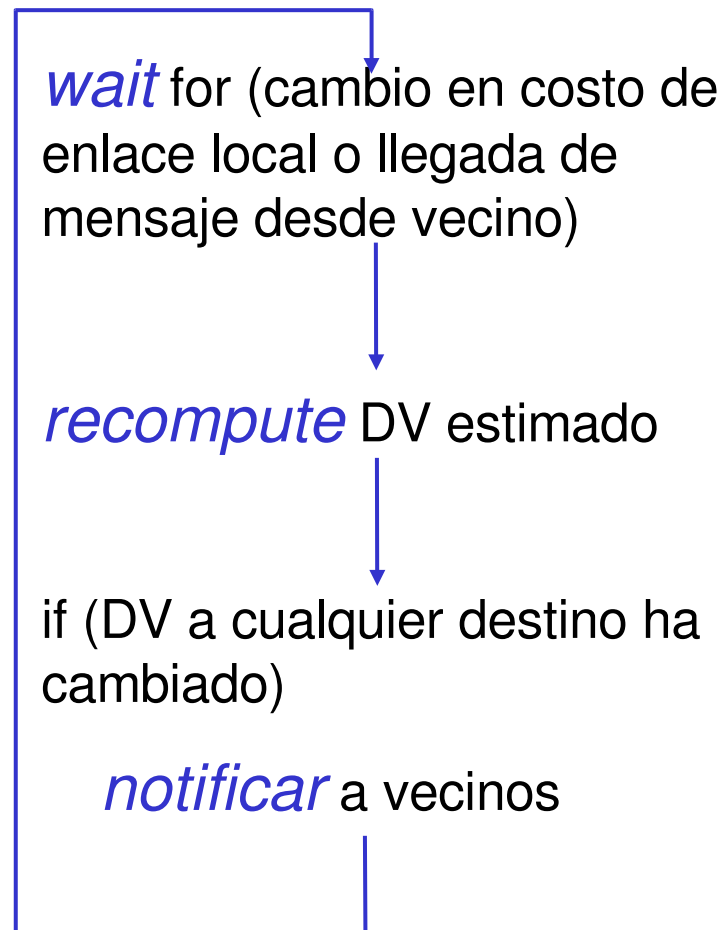 wait for (cambio en costo de
enlace local o llegada de
mensaje desde vecino)
recompute DV estimado
if (DV a cualquier destino ha
cambiado)
notificar a vecinos